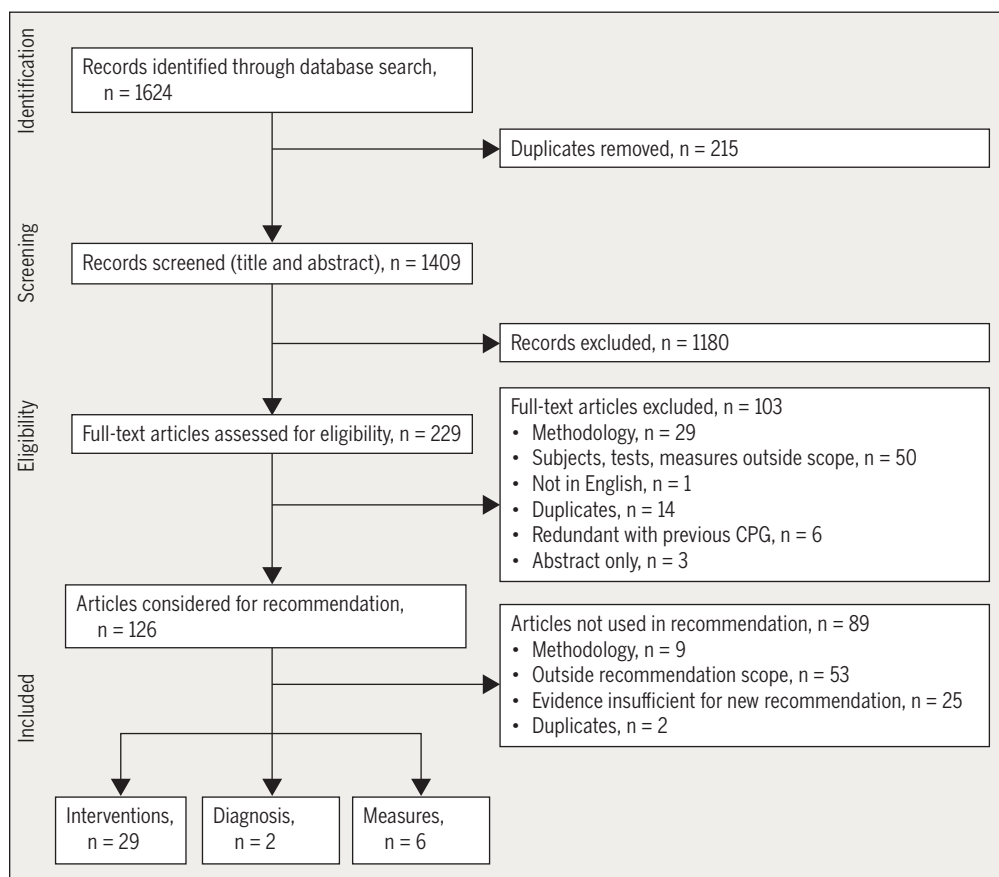 Identification
Records identified through database search,
n = 1624
Duplicates removed, n = 215
Screening
Records screened (title and abstract), n = 1409
Records excluded, n = 1180
Eligibility
Full-text articles assessed for eligibility, n = 229
Full-text articles excluded, n = 103
• Methodology, n = 29
• Subjects, tests, measures outside scope, n = 50
• Not in English, n = 1
• Duplicates, n = 14
• Redundant with previous CPG, n = 6
• Abstract only, n = 3
Articles considered for recommendation,
n = 126
Articles not used in recommendation, n = 89
• Methodology, n = 9
• Outside recommendation scope, n = 53
• Evidence insufficient for new recommendation, n = 25
• Duplicates, n = 2
Included
Interventions,
n = 29
Diagnosis,
n = 2
Measures,
n = 6